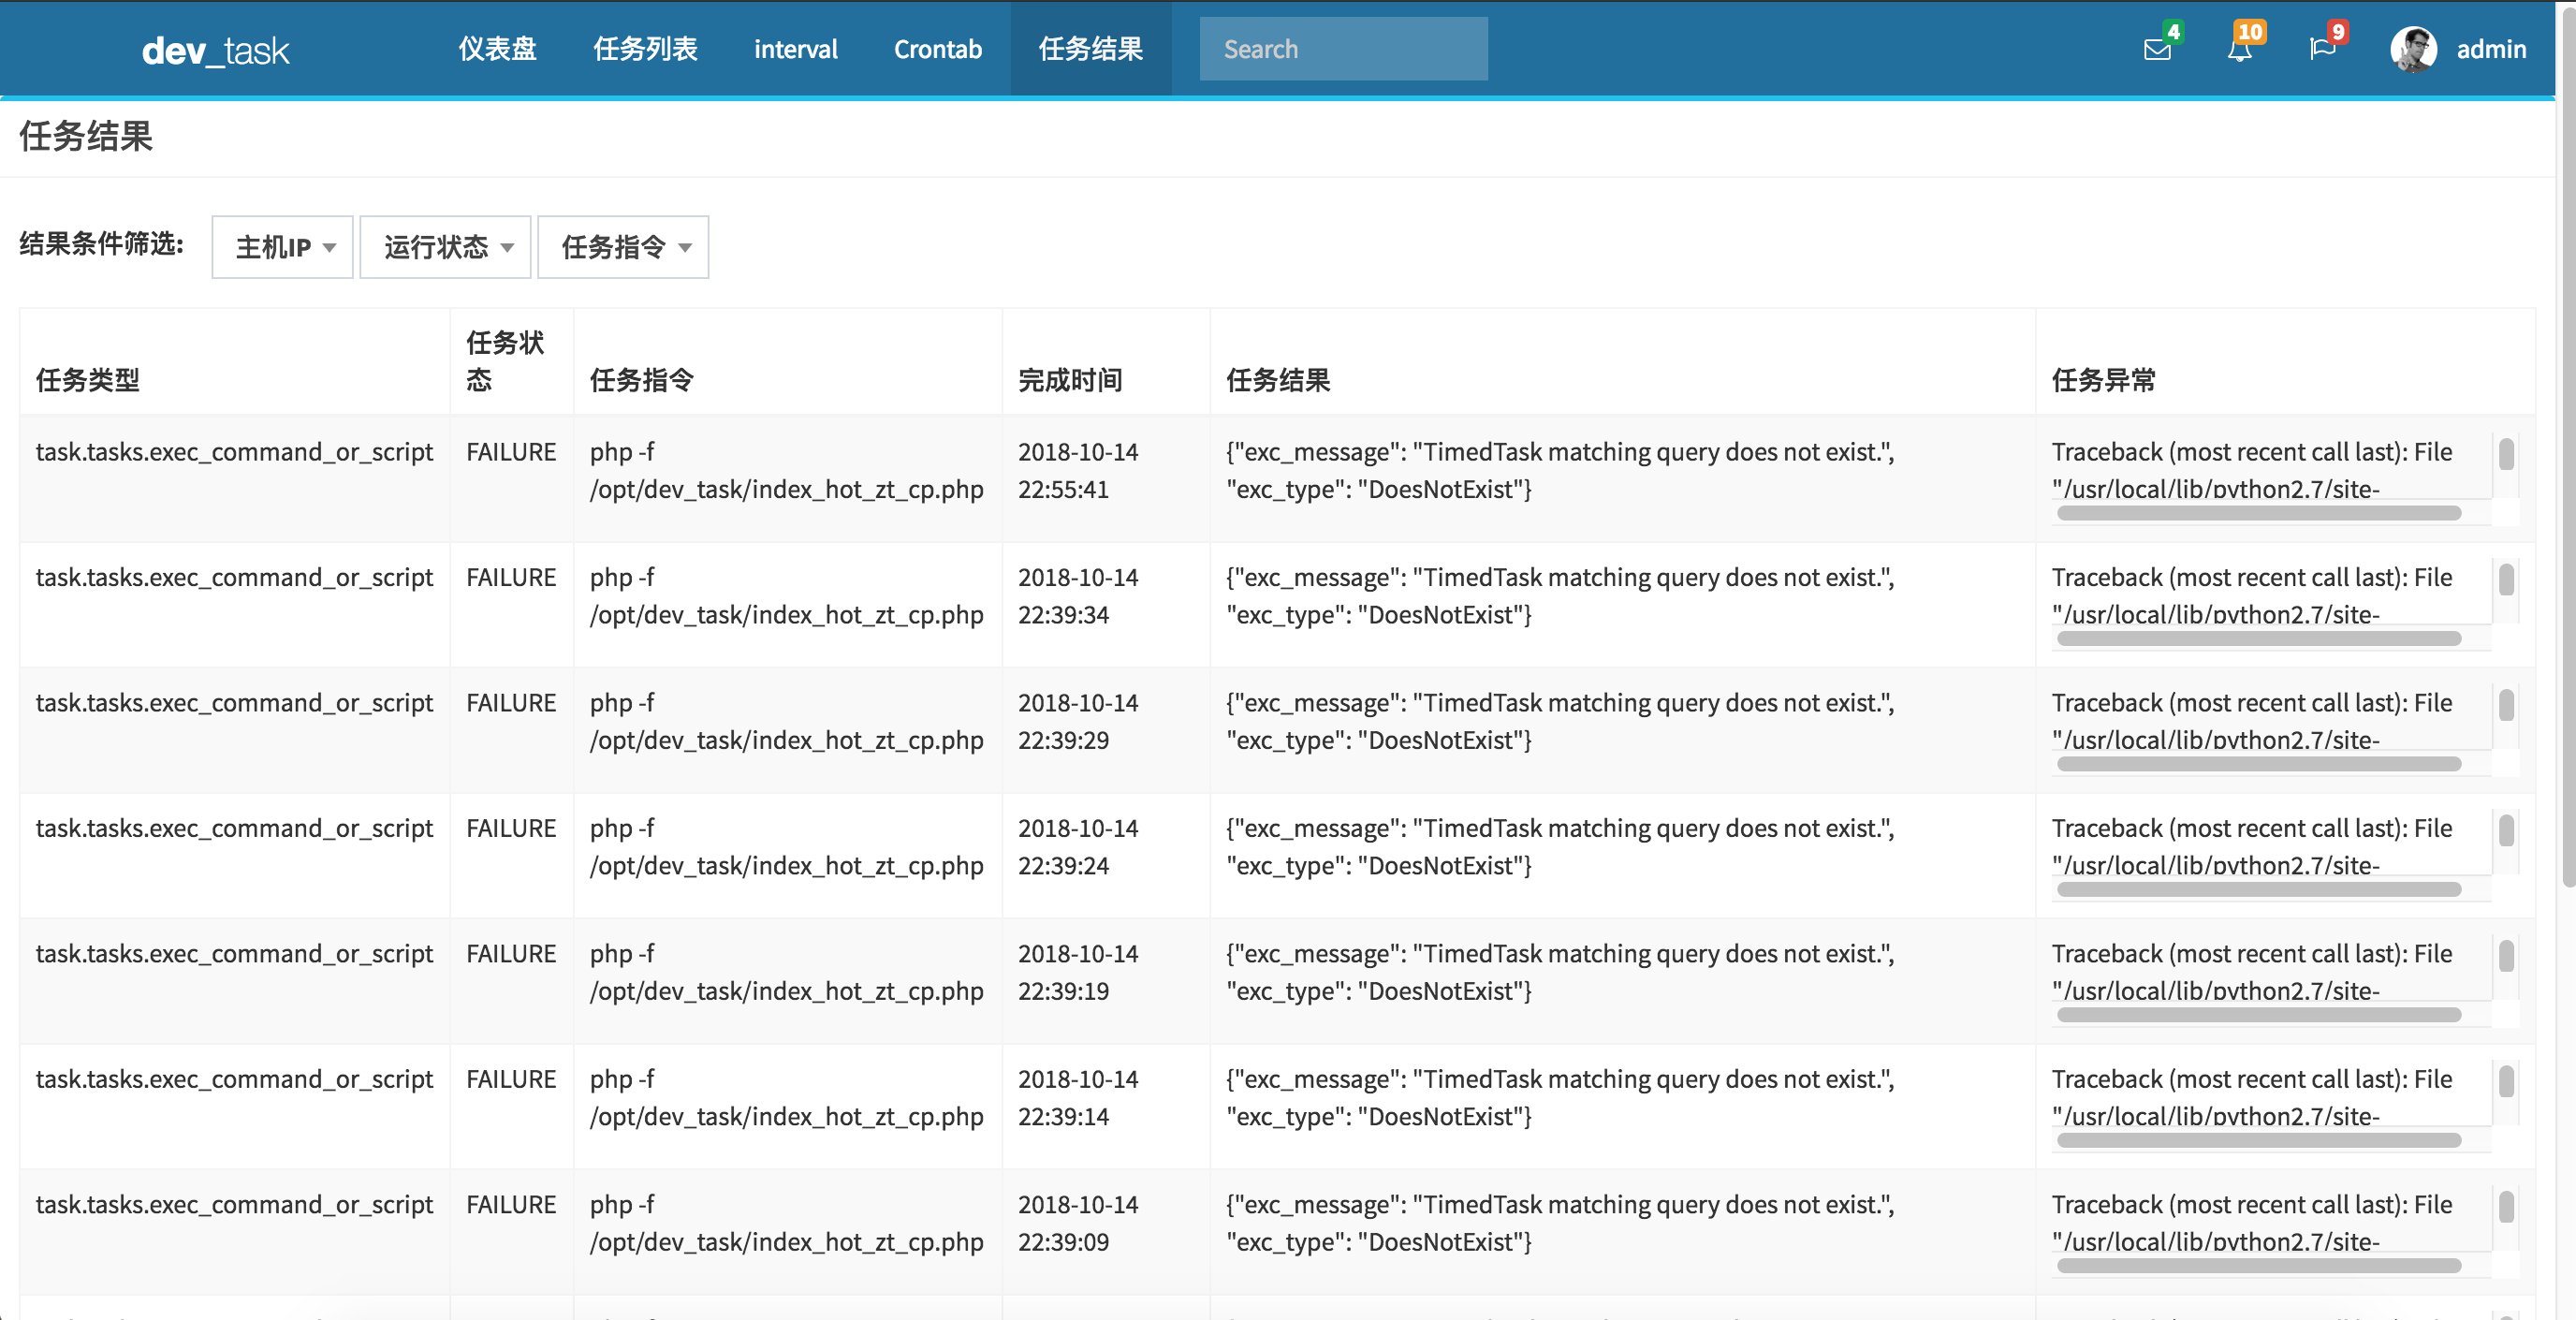 dev_task
仪表盘
任务列表
interval
Crontab
任务结果
Search
4
10
9
admin
任务结果
结果条件筛选:
主机IP
运行状态
任务指令
任务类型
任务状
态
任务指令
完成时间
任务结果
任务异常
task.tasks.exec_command_or_script
FAILURE
php -f
/opt/dev_task/index_hot_zt_cp.php
2018-10-14
22:55:41
{"exc_message": "TimedTask matching query does not exist.",
"exc_type": "DoesNotExist"}
Traceback (most recent call last): File
"/usr/local/lib/python2.7/site-
task.tasks.exec_command_or_script
FAILURE
php -f
/opt/dev_task/index_hot_zt_cp.php
2018-10-14
22:39:34
{"exc_message": "TimedTask matching query does not exist.",
"exc_type": "DoesNotExist"}
Traceback (most recent call last): File
"/usr/local/lib/python2.7/site-
task.tasks.exec_command_or_script
FAILURE
php -f
/opt/dev_task/index_hot_zt_cp.php
2018-10-14
22:39:29
{"exc_message": "TimedTask matching query does not exist.",
"exc_type": "DoesNotExist"}
Traceback (most recent call last): File
"/usr/local/lib/python2.7/site-
task.tasks.exec_command_or_script
FAILURE
php -f
/opt/dev_task/index_hot_zt_cp.php
2018-10-14
22:39:24
{"exc_message": "TimedTask matching query does not exist.",
"exc_type": "DoesNotExist"}
Traceback (most recent call last): File
"/usr/local/lib/python2.7/site-
task.tasks.exec_command_or_script
FAILURE
php -f
/opt/dev_task/index_hot_zt_cp.php
2018-10-14
22:39:19
{"exc_message": "TimedTask matching query does not exist.",
"exc_type": "DoesNotExist"}
Traceback (most recent call last): File
"/usr/local/lib/python2.7/site-
task.tasks.exec_command_or_script
FAILURE
php -f
/opt/dev_task/index_hot_zt_cp.php
2018-10-14
22:39:14
{"exc_message": "TimedTask matching query does not exist.",
"exc_type": "DoesNotExist"}
Traceback (most recent call last): File
"/usr/local/lib/python2.7/site-
task.tasks.exec_command_or_script
FAILURE
php -f
/opt/dev_task/index_hot_zt_cp.php
2018-10-14
22:39:09
{"exc_message": "TimedTask matching query does not exist.",
"exc_type": "DoesNotExist"}
Traceback (most recent call last): File
"/usr/local/lib/python2.7/site-